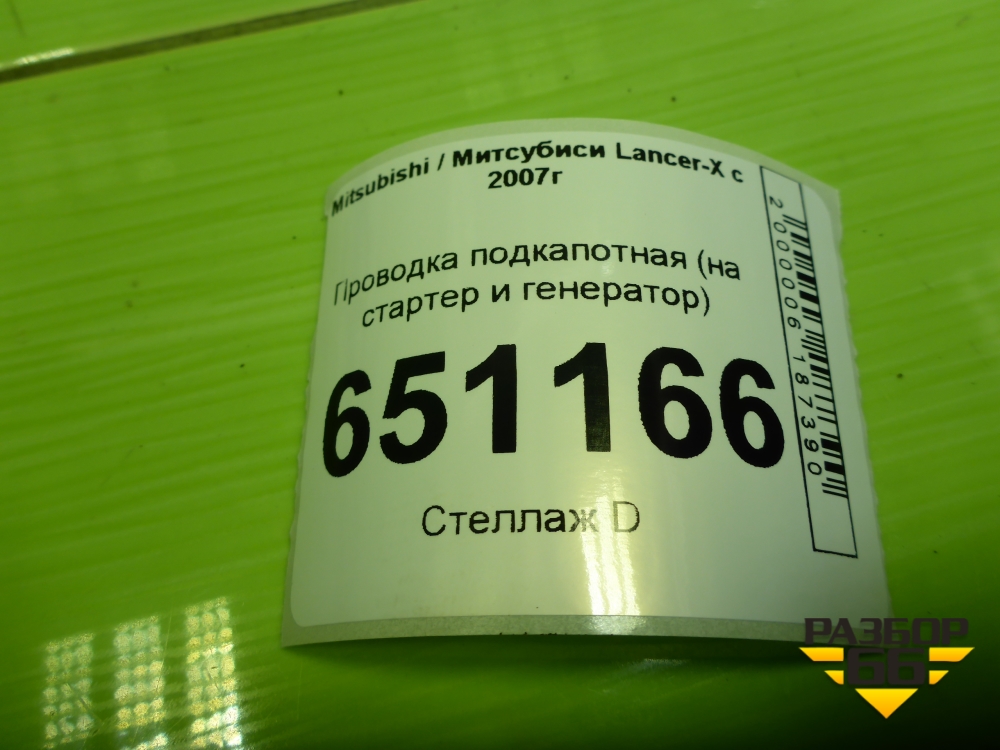 Mitsubishi / Митсубиси Lancer-X с
2007г
Проводка подкапотная (на
стартер и генератор)
651166
Стеллаж D
2000006187390
РАЗБОР
66